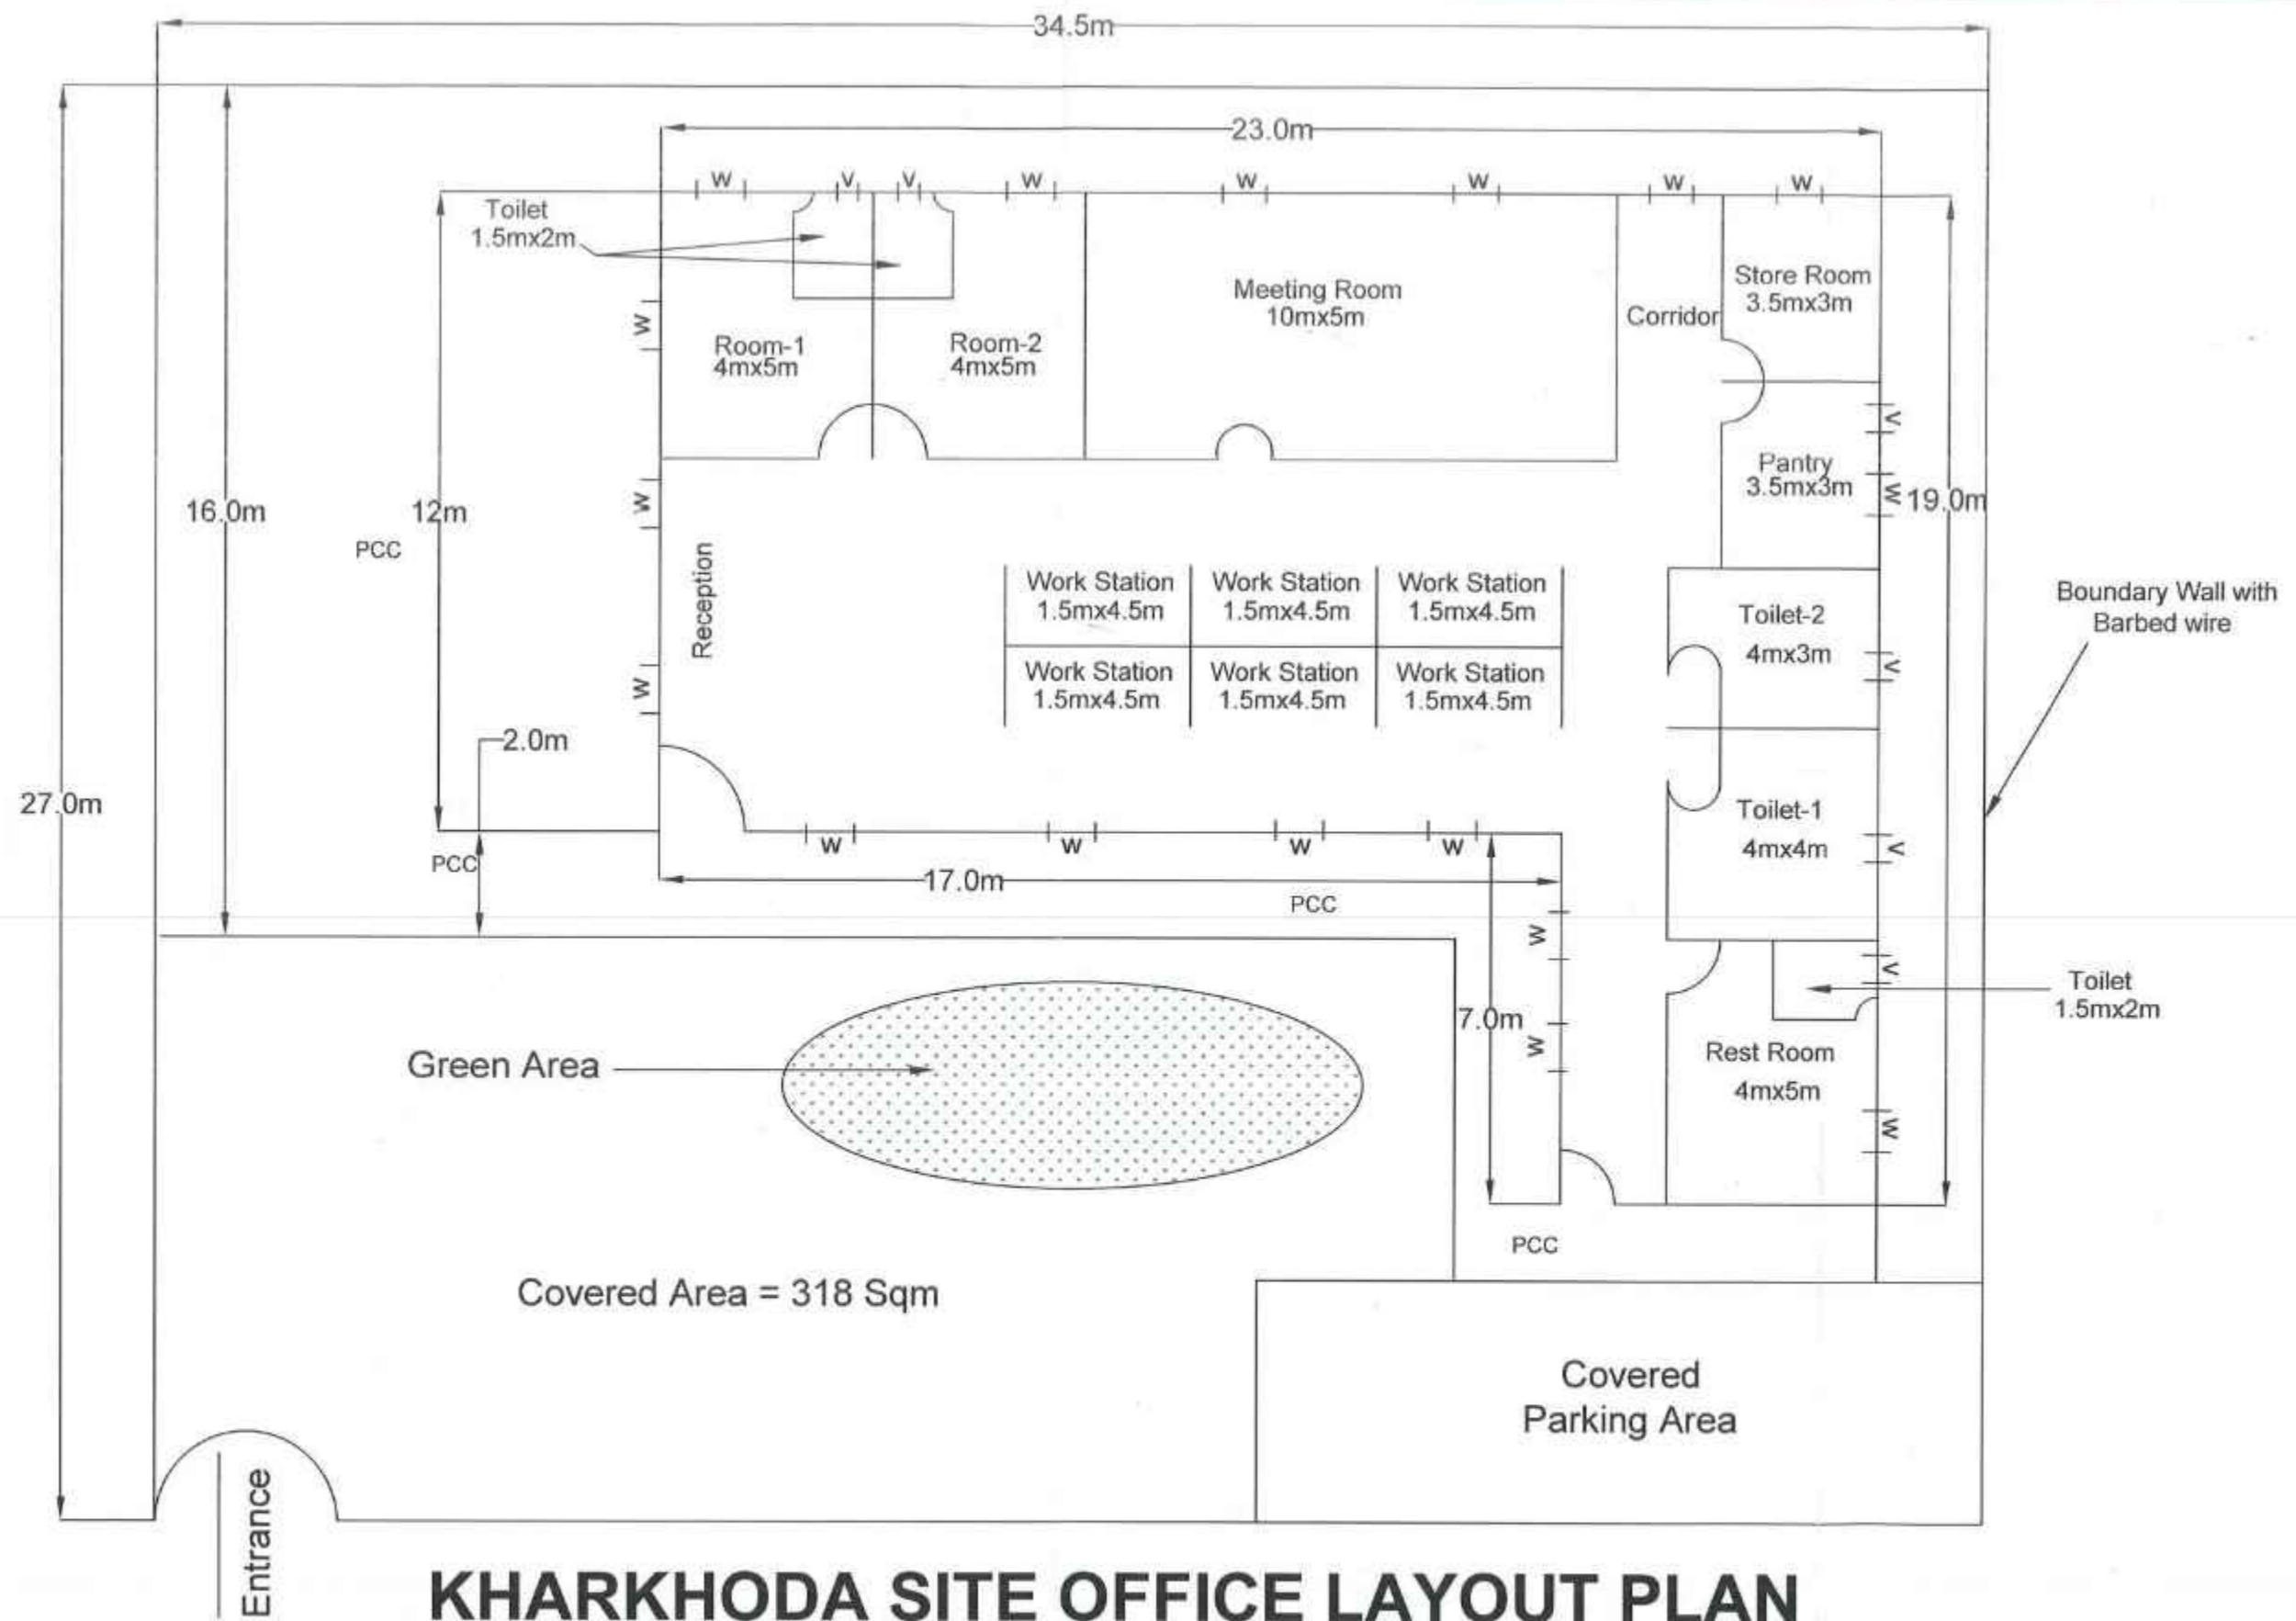 34.5m
23.0m
W
V
V
W
W
W
W
W
Toilet
1.5mx2m
Store Room
3.5mx3m
Meeting Room
10mx5m
Corridor
W
Room-1
4mx5m
Room-2
4mx5m
V
Pantry
3.5mx3m
W
19.0m
16.0m
12m
W
PCC
Reception
Work Station
1.5mx4.5m
Work Station
1.5mx4.5m
Work Station
1.5mx4.5m
Boundary Wall with
Barbed wire
Toilet-2
4mx3m
V
Work Station
1.5mx4.5m
Work Station
1.5mx4.5m
Work Station
1.5mx4.5m
W
2.0m
27.0m
Toilet-1
4mx4m
V
W
W
W
W
PCC
17.0m
PCC
W
V
Toilet
1.5mx2m
7.0m
W
Rest Room
4mx5m
W
Green Area
PCC
Covered Area = 318 Sqm
Covered
Parking Area
Entrance
KHARKHODA SITE OFFICE LAYOUT PLAN